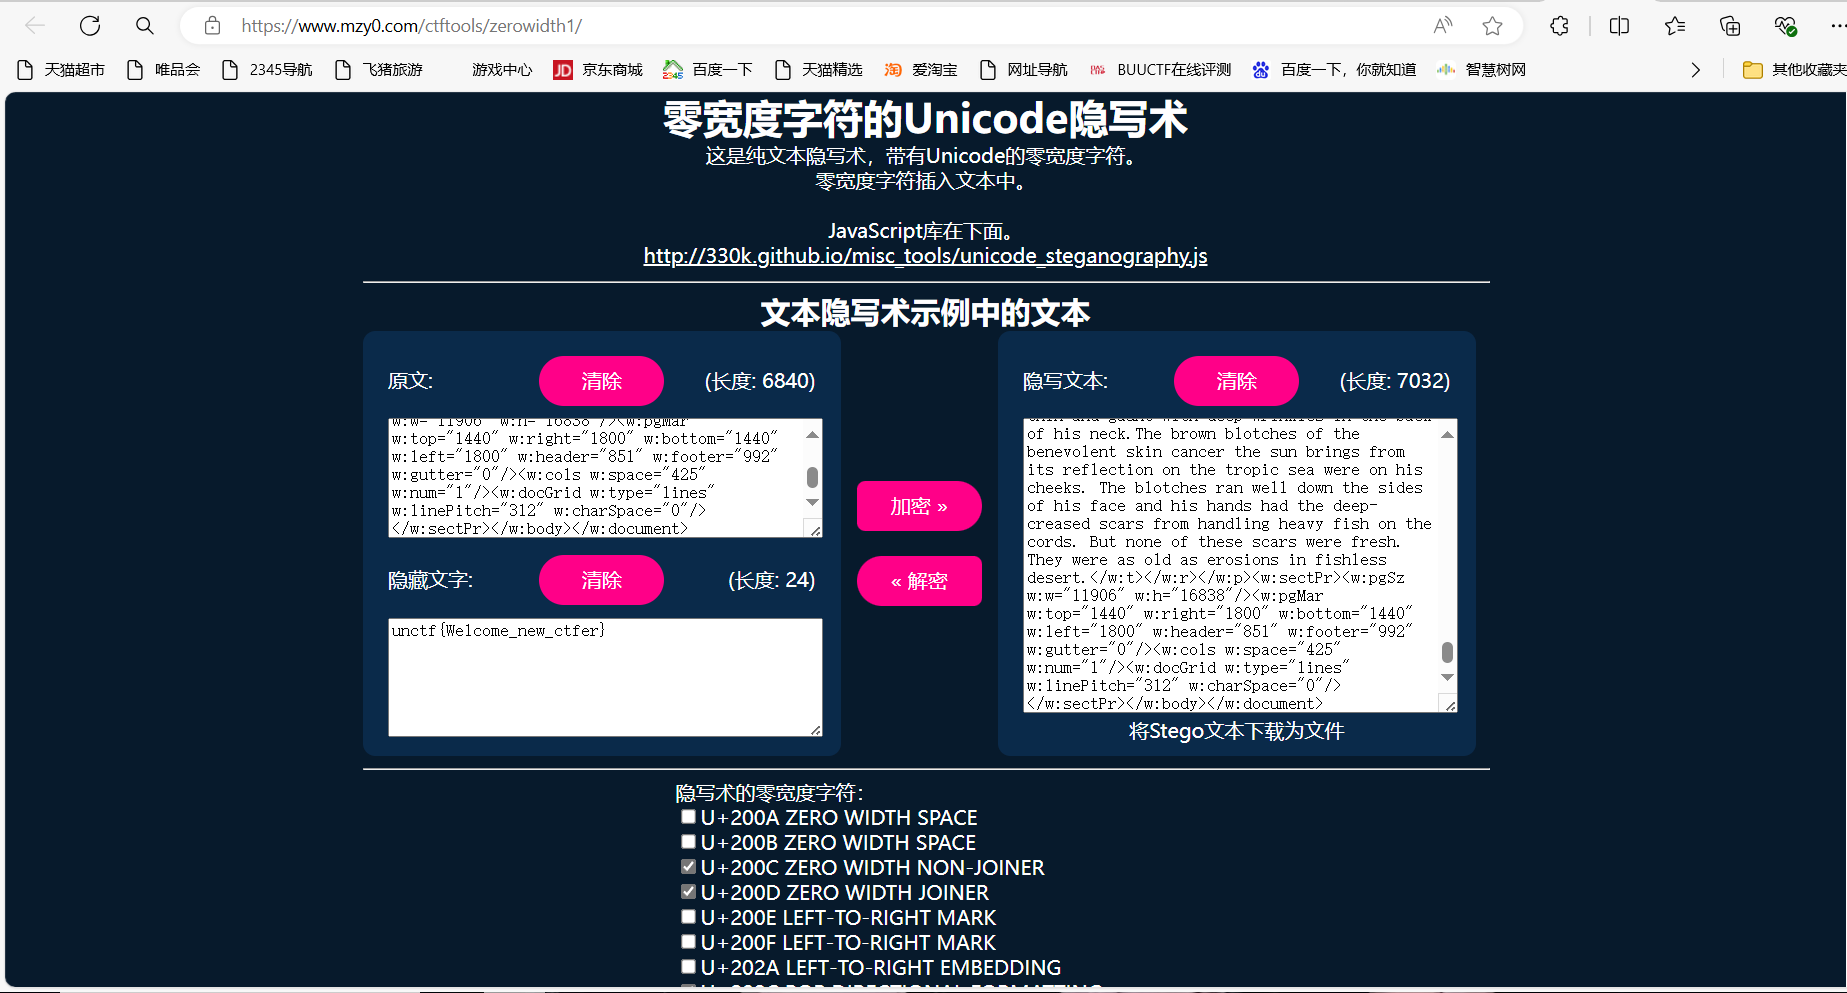 https://www.mzy0.com/ctftools/zerowidth1/
天猫超市 唯品会 2345导航 飞猪旅游 游戏中心 JD 京东商城 2345 百度一下 天猫精选 淘 爱淘宝 网址导航 BUUCTF在线评测 百度一下，你就知道 智慧树网 其他收藏夹
零宽度字符的Unicode隐写术
这是纯文本隐写术，带有Unicode的零宽度字符。
零宽度字符插入文本中。
JavaScript库在下面。
http://330k.github.io/misc_tools/unicode_steganography.js
文本隐写术示例中的文本
原文: 清除 (长度: 6840)
w:w="11906" w:h="16838"/><w:pgMar
w:top="1440" w:right="1800" w:bottom="1440"
w:left="1800" w:header="851" w:footer="992"
w:gutter="0"/><w:cols w:space="425"
w:num="1"/><w:docGrid w:type="lines"
w:linePitch="312" w:charSpace="0"/>
</w:sectPr></w:body></w:document>
隐藏文字: 清除 (长度: 24)
unctf{Welcome_new_ctfer}
加密 »
« 解密
隐写文本: 清除 (长度: 7032)
thin and gaunt with deep wrinkles in the back
of his neck.The brown blotches of the
benevolent skin cancer the sun brings from
its reflection on the tropic sea were on his
cheeks. The blotches ran well down the sides
of his face and his hands had the deep-
creased scars from handling heavy fish on the
cords. But none of these scars were fresh.
They were as old as erosions in fishless
desert.</w:t></w:r></w:p><w:sectPr><w:pgSz
w:w="11906" w:h="16838"/><w:pgMar
w:top="1440" w:right="1800" w:bottom="1440"
w:left="1800" w:header="851" w:footer="992"
w:gutter="0"/><w:cols w:space="425"
w:num="1"/><w:docGrid w:type="lines"
w:linePitch="312" w:charSpace="0"/>
</w:sectPr></w:body></w:document>
将Stego文本下载为文件
隐写术的零宽度字符：
U+200A ZERO WIDTH SPACE
U+200B ZERO WIDTH SPACE
U+200C ZERO WIDTH NON-JOINER
U+200D ZERO WIDTH JOINER
U+200E LEFT-TO-RIGHT MARK
U+200F LEFT-TO-RIGHT MARK
U+202A LEFT-TO-RIGHT EMBEDDING
U+202C POP DIRECTIONAL FORMATTING